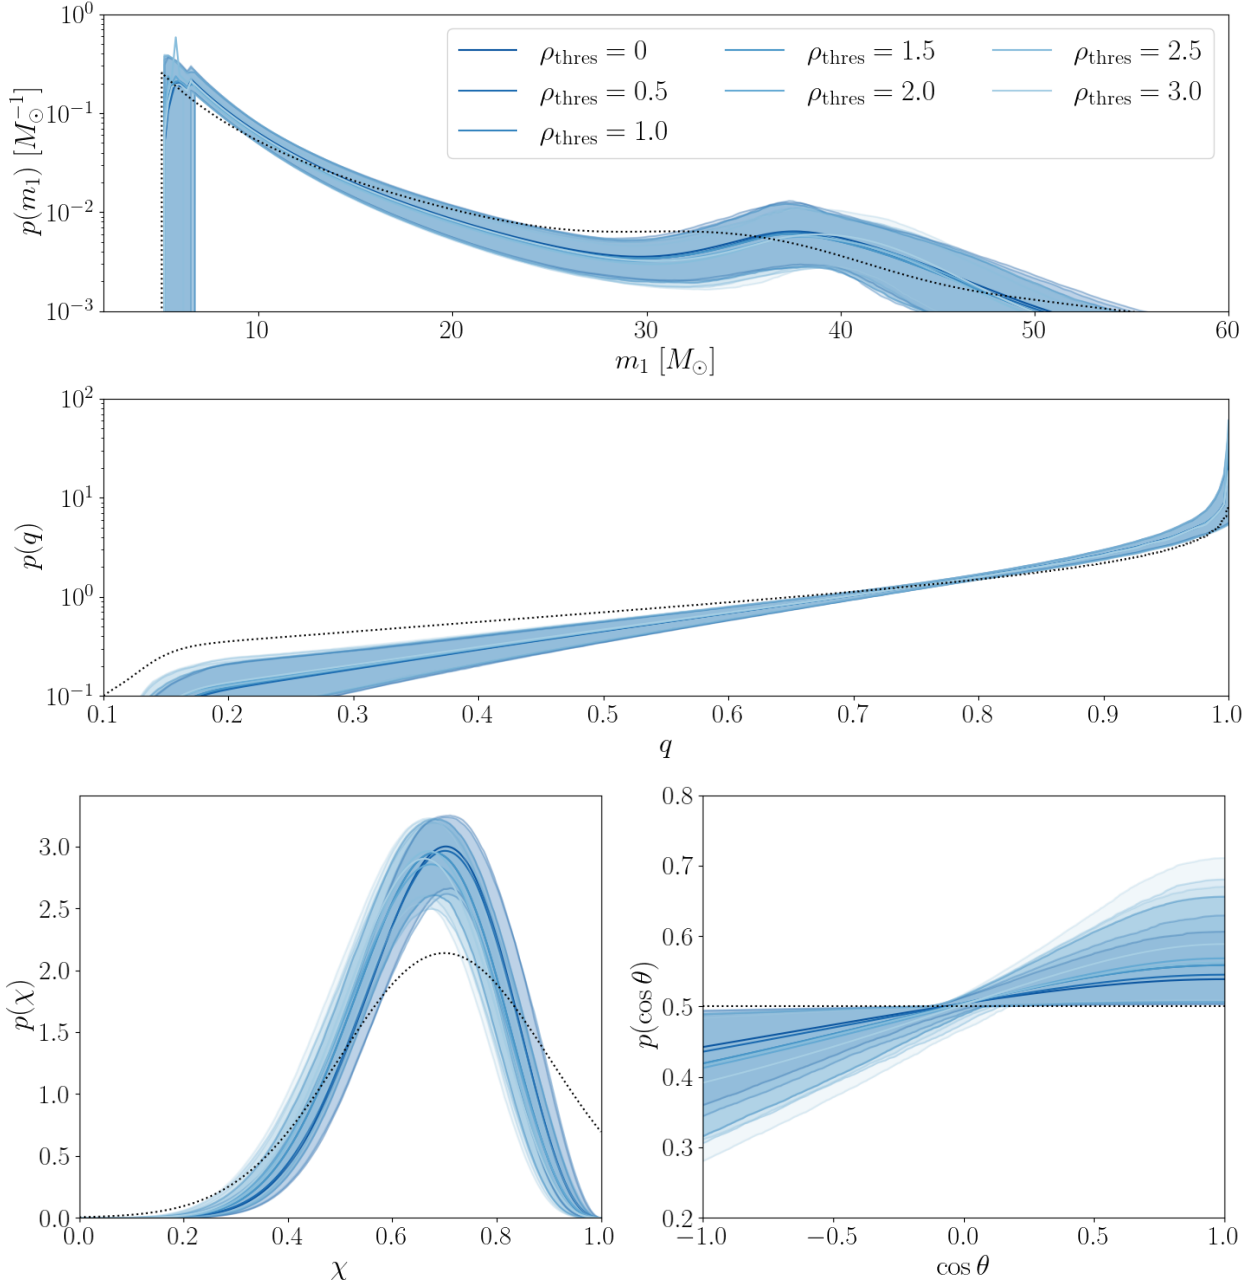 10^0
10^{-1}
10^{-2}
10^{-3}
p(m_1) [M_⊙^{-1}]
ρ_thres = 0
ρ_thres = 0.5
ρ_thres = 1.0
ρ_thres = 1.5
ρ_thres = 2.0
ρ_thres = 2.5
ρ_thres = 3.0
10 20 30 40 50 60
m_1 [M_⊙]
10^2
10^1
10^0
10^{-1}
p(q)
0.1 0.2 0.3 0.4 0.5 0.6 0.7 0.8 0.9 1.0
q
3.0
2.5
2.0
1.5
1.0
0.5
0.0
p(χ)
0.0 0.2 0.4 0.6 0.8 1.0
χ
0.8
0.7
0.6
0.5
0.4
0.3
0.2
p(cos θ)
−1.0 −0.5 0.0 0.5 1.0
cos θ